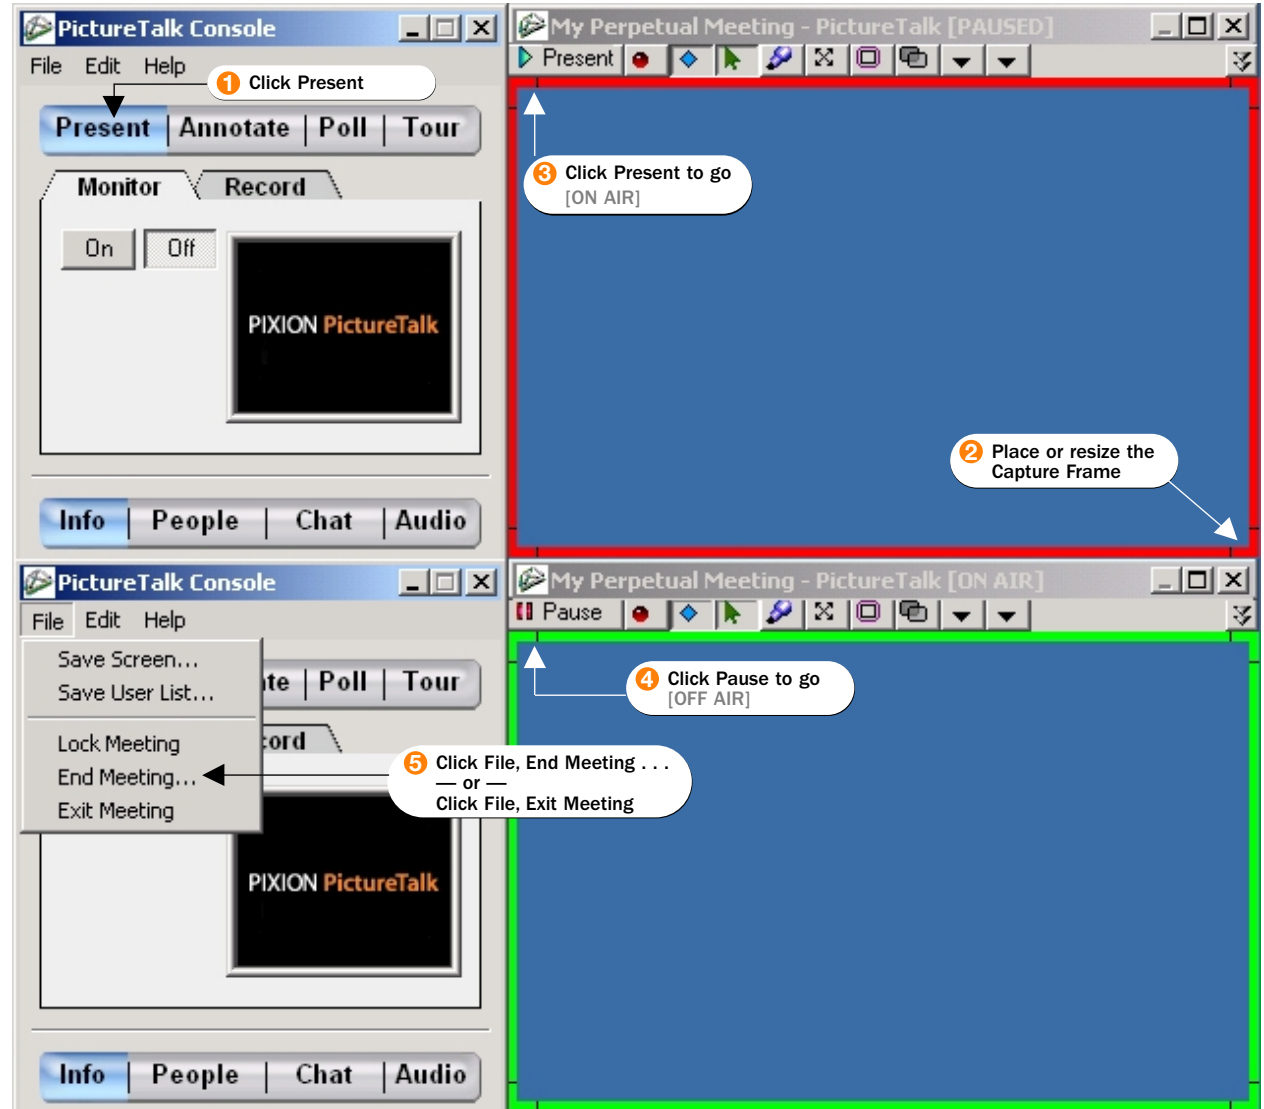 PictureTalk Console
File Edit Help
1 Click Present
Present Annotate Poll Tour
Monitor Record
On Off
PIXION PictureTalk
Info People Chat Audio
My Perpetual Meeting - PictureTalk [PAUSED]
Present
3 Click Present to go
[ON AIR]
2 Place or resize the
Capture Frame
PictureTalk Console
File Edit Help
Save Screen...
Save User List...
Lock Meeting
End Meeting...
Exit Meeting
te Poll Tour
ord
5 Click File, End Meeting . . .
— or —
Click File, Exit Meeting
PIXION PictureTalk
Info People Chat Audio
My Perpetual Meeting - PictureTalk [ON AIR]
Pause
4 Click Pause to go
[OFF AIR]